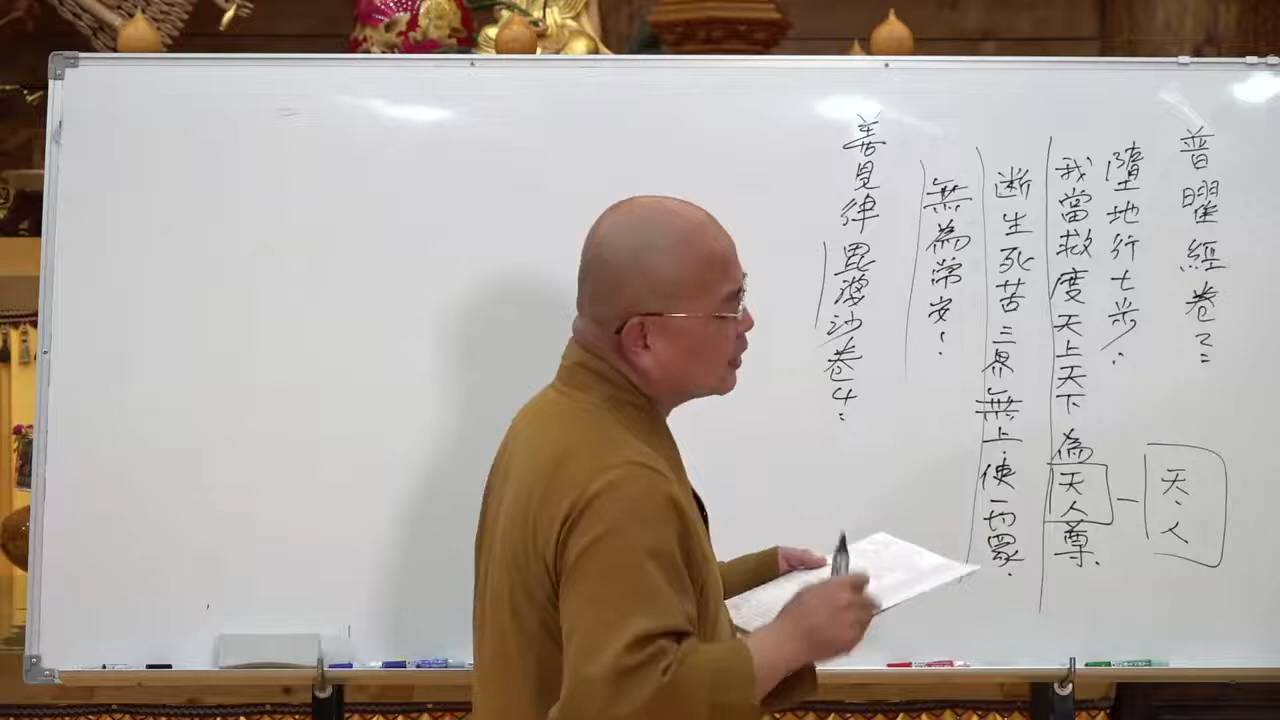 普曜經卷2:
墮地行七步:
我當救度天上天下為天人尊、
天、人
断生死苦三界無上使一切眾.
無為常安!.
善見律毘婆沙卷4: